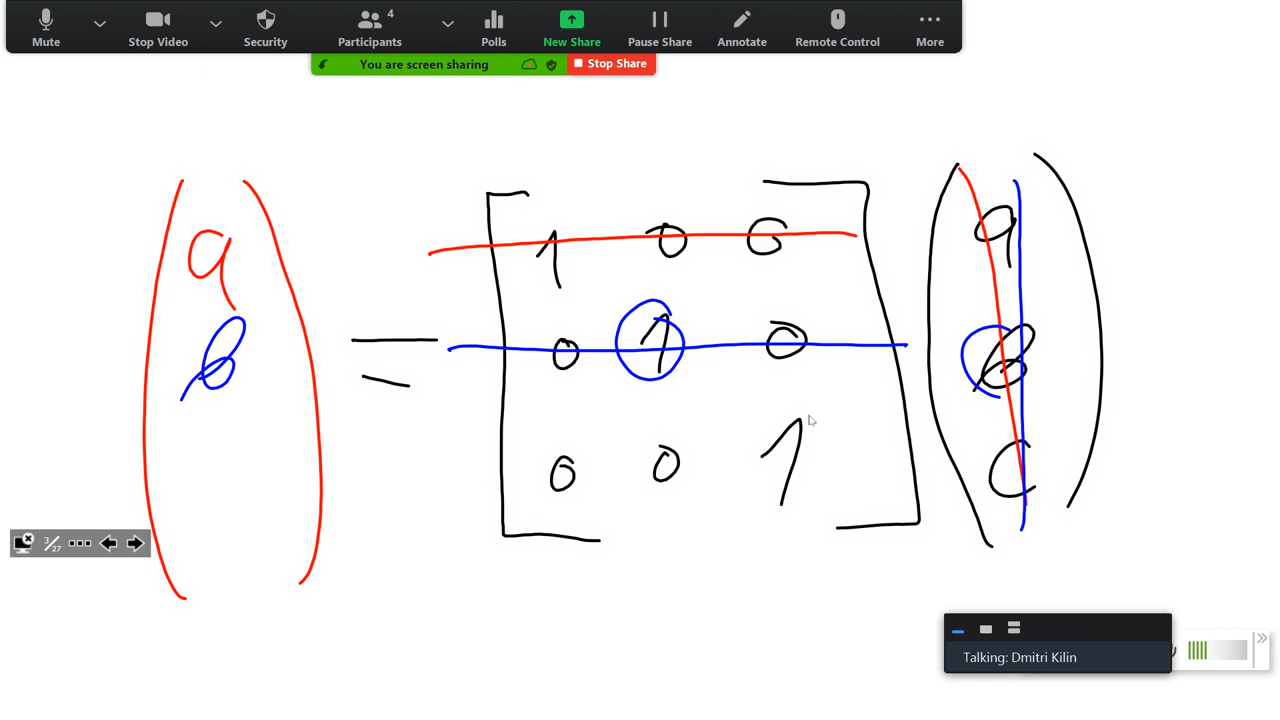 4
Mute Stop Video Security Participants Polls New Share Pause Share Annotate Remote Control More
You are screen sharing Stop Share
a 1 0 0 a
b = 0 1 0 b
0 0 1 c
3/27
Talking: Dmitri Kilin